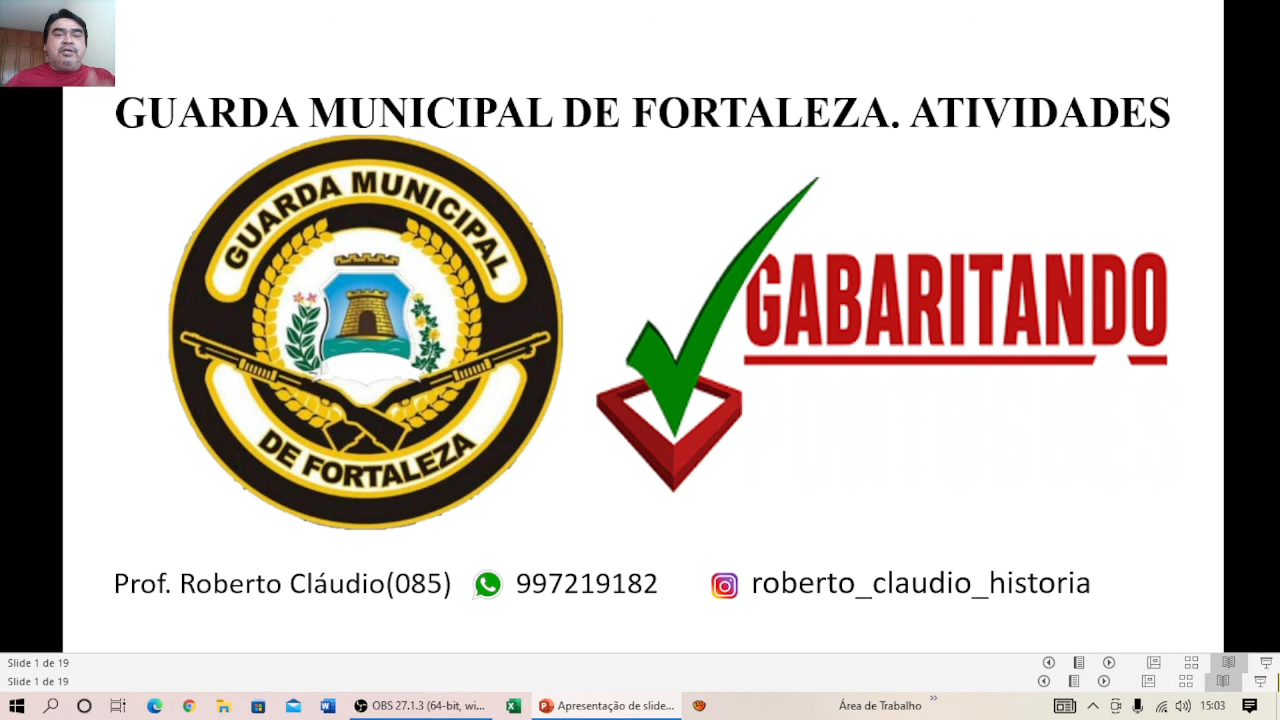 GUARDA MUNICIPAL DE FORTALEZA. ATIVIDADES
GUARDA MUNICIPAL
DE FORTALEZA
GABARITANDO
Prof. Roberto Cláudio(085) 997219182 roberto_claudio_historia
Slide 1 de 19
Slide 1 de 19
OBS 27.1.3 (64-bit, wi...
Apresentação de slide...
Área de Trabalho
15:03